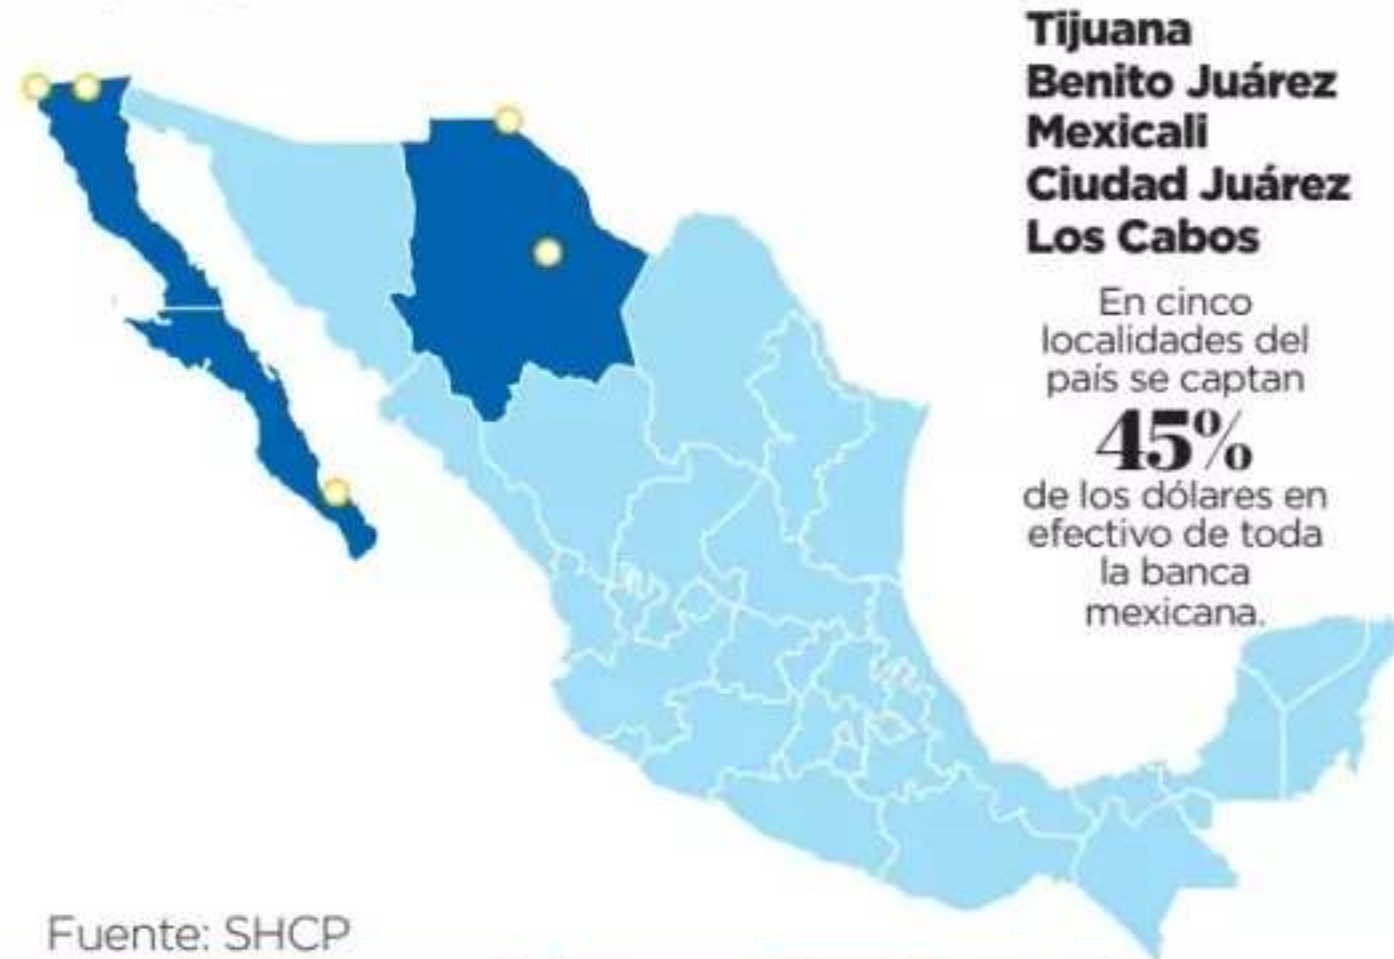 Tijuana
Benito Juárez
Mexicali
Ciudad Juárez
Los Cabos
En cinco
localidades del
país se captan
45%
de los dólares en
efectivo de toda
la banca
mexicana.
Fuente: SHCP